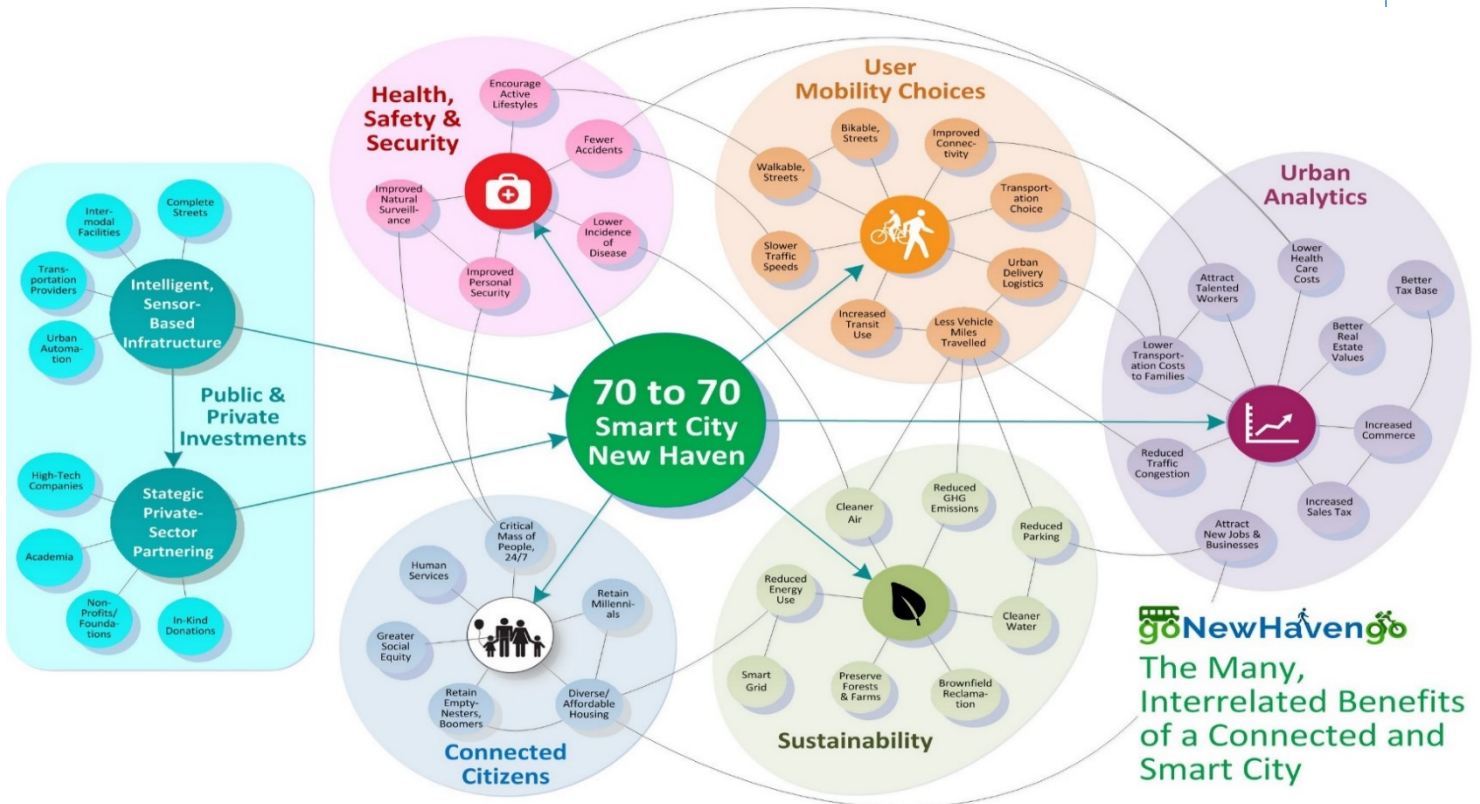 Health,
Safety &
Security
Encourage
Active
Lifestyles
Fewer
Accidents
Improved
Natural
Surveill-
ance
Lower
Incidence
of
Disease
Improved
Personal
Security
User
Mobility Choices
Bikable,
Streets
Improved
Connec-
tivity
Walkable,
Streets
Transport-
ation
Choice
Slower
Traffic
Speeds
Urban
Delivery
Logistics
Increased
Transit
Use
Less Vehicle
Miles
Travelled
Urban
Analytics
Lower
Health
Care
Costs
Attract
Talented
Workers
Better
Tax Base
Better
Real
Estate
Values
Lower
Transport-
ation Costs
to Families
Increased
Commerce
Reduced
Traffic
Congestion
Increased
Sales Tax
Attract
New Jobs &
Businesses
Complete
Streets
Inter-
modal
Facilities
Trans-
portation
Providers
Intelligent,
Sensor-
Based
Infratructure
Urban
Automa-
tion
Public &
Private
Investments
High-Tech
Companies
Stategic
Private-
Sector
Partnering
Academia
Non-
Profits/
Founda-
tions
In-Kind
Donations
70 to 70
Smart City
New Haven
Critical
Mass of
People,
24/7
Human
Services
Retain
Millenni-
als
Greater
Social
Equity
Retain
Empty-
Nesters,
Boomers
Diverse/
Affordable
Housing
Connected
Citizens
Cleaner
Air
Reduced
GHG
Emissions
Reduced
Parking
Reduced
Energy
Use
Cleaner
Water
Smart
Grid
Preserve
Forests
& Farms
Brownfield
Reclama-
tion
Sustainability
goNewHavengo
The Many,
Interrelated Benefits
of a Connected and
Smart City